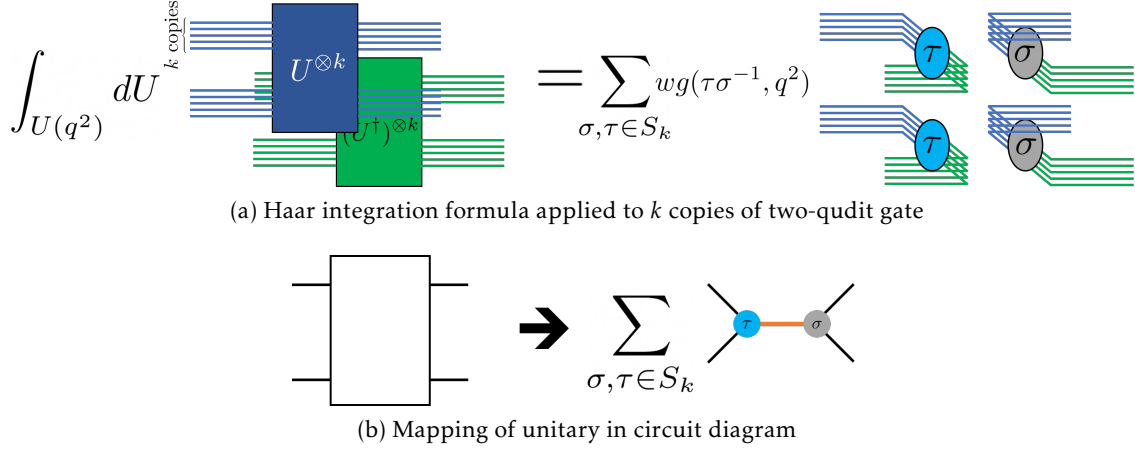 ∫_{U(q²)} dU k copies U^{⊗k} (U^†)^{⊗k} = ∑_{σ,τ∈S_k} wg(τσ^{-1}, q²) τ σ
τ σ
(a) Haar integration formula applied to k copies of two-qudit gate
➔ ∑_{σ,τ∈S_k} τ σ
(b) Mapping of unitary in circuit diagram